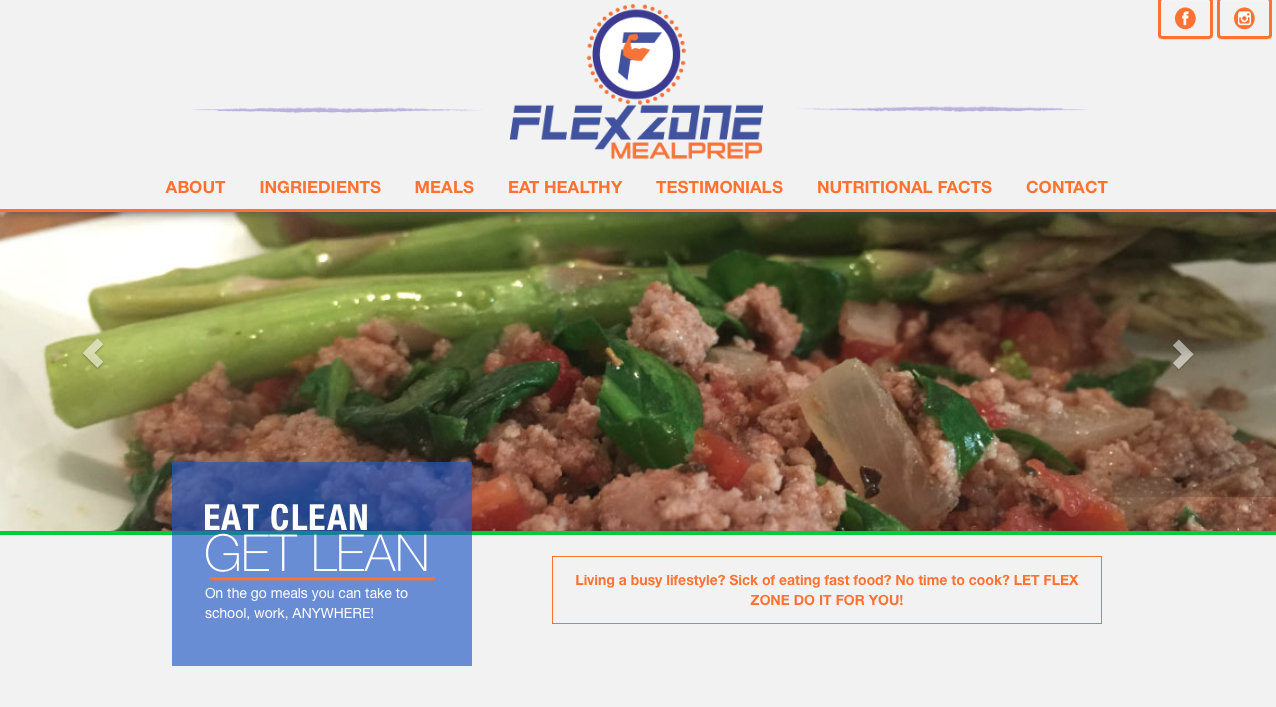 F
FLEX ZONE
MEALPREP
ABOUT INGRIEDIENTS MEALS EAT HEALTHY TESTIMONIALS NUTRITIONAL FACTS CONTACT
EAT CLEAN
GET LEAN
On the go meals you can take to
school, work, ANYWHERE!
Living a busy lifestyle? Sick of eating fast food? No time to cook? LET FLEX
ZONE DO IT FOR YOU!